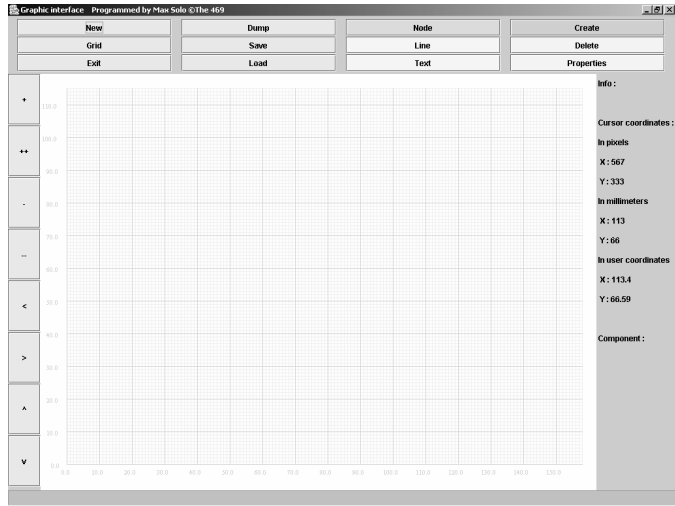 Graphic interface Programmed by Max Solo ©The 469
New Dump Node Create
Grid Save Line Delete
Exit Load Text Properties
+
++
-
--
<
>
^
v
110.0
100.0
90.0
80.0
70.0
60.0
50.0
40.0
30.0
20.0
10.0
0.0
0.0 10.0 20.0 30.0 40.0 50.0 60.0 70.0 80.0 90.0 100.0 110.0 120.0 130.0 140.0 150.0
Info :
Cursor coordinates :
In pixels
X : 567
Y : 333
In millimeters
X : 113
Y : 66
In user coordinates
X : 113.4
Y : 66.59
Component :